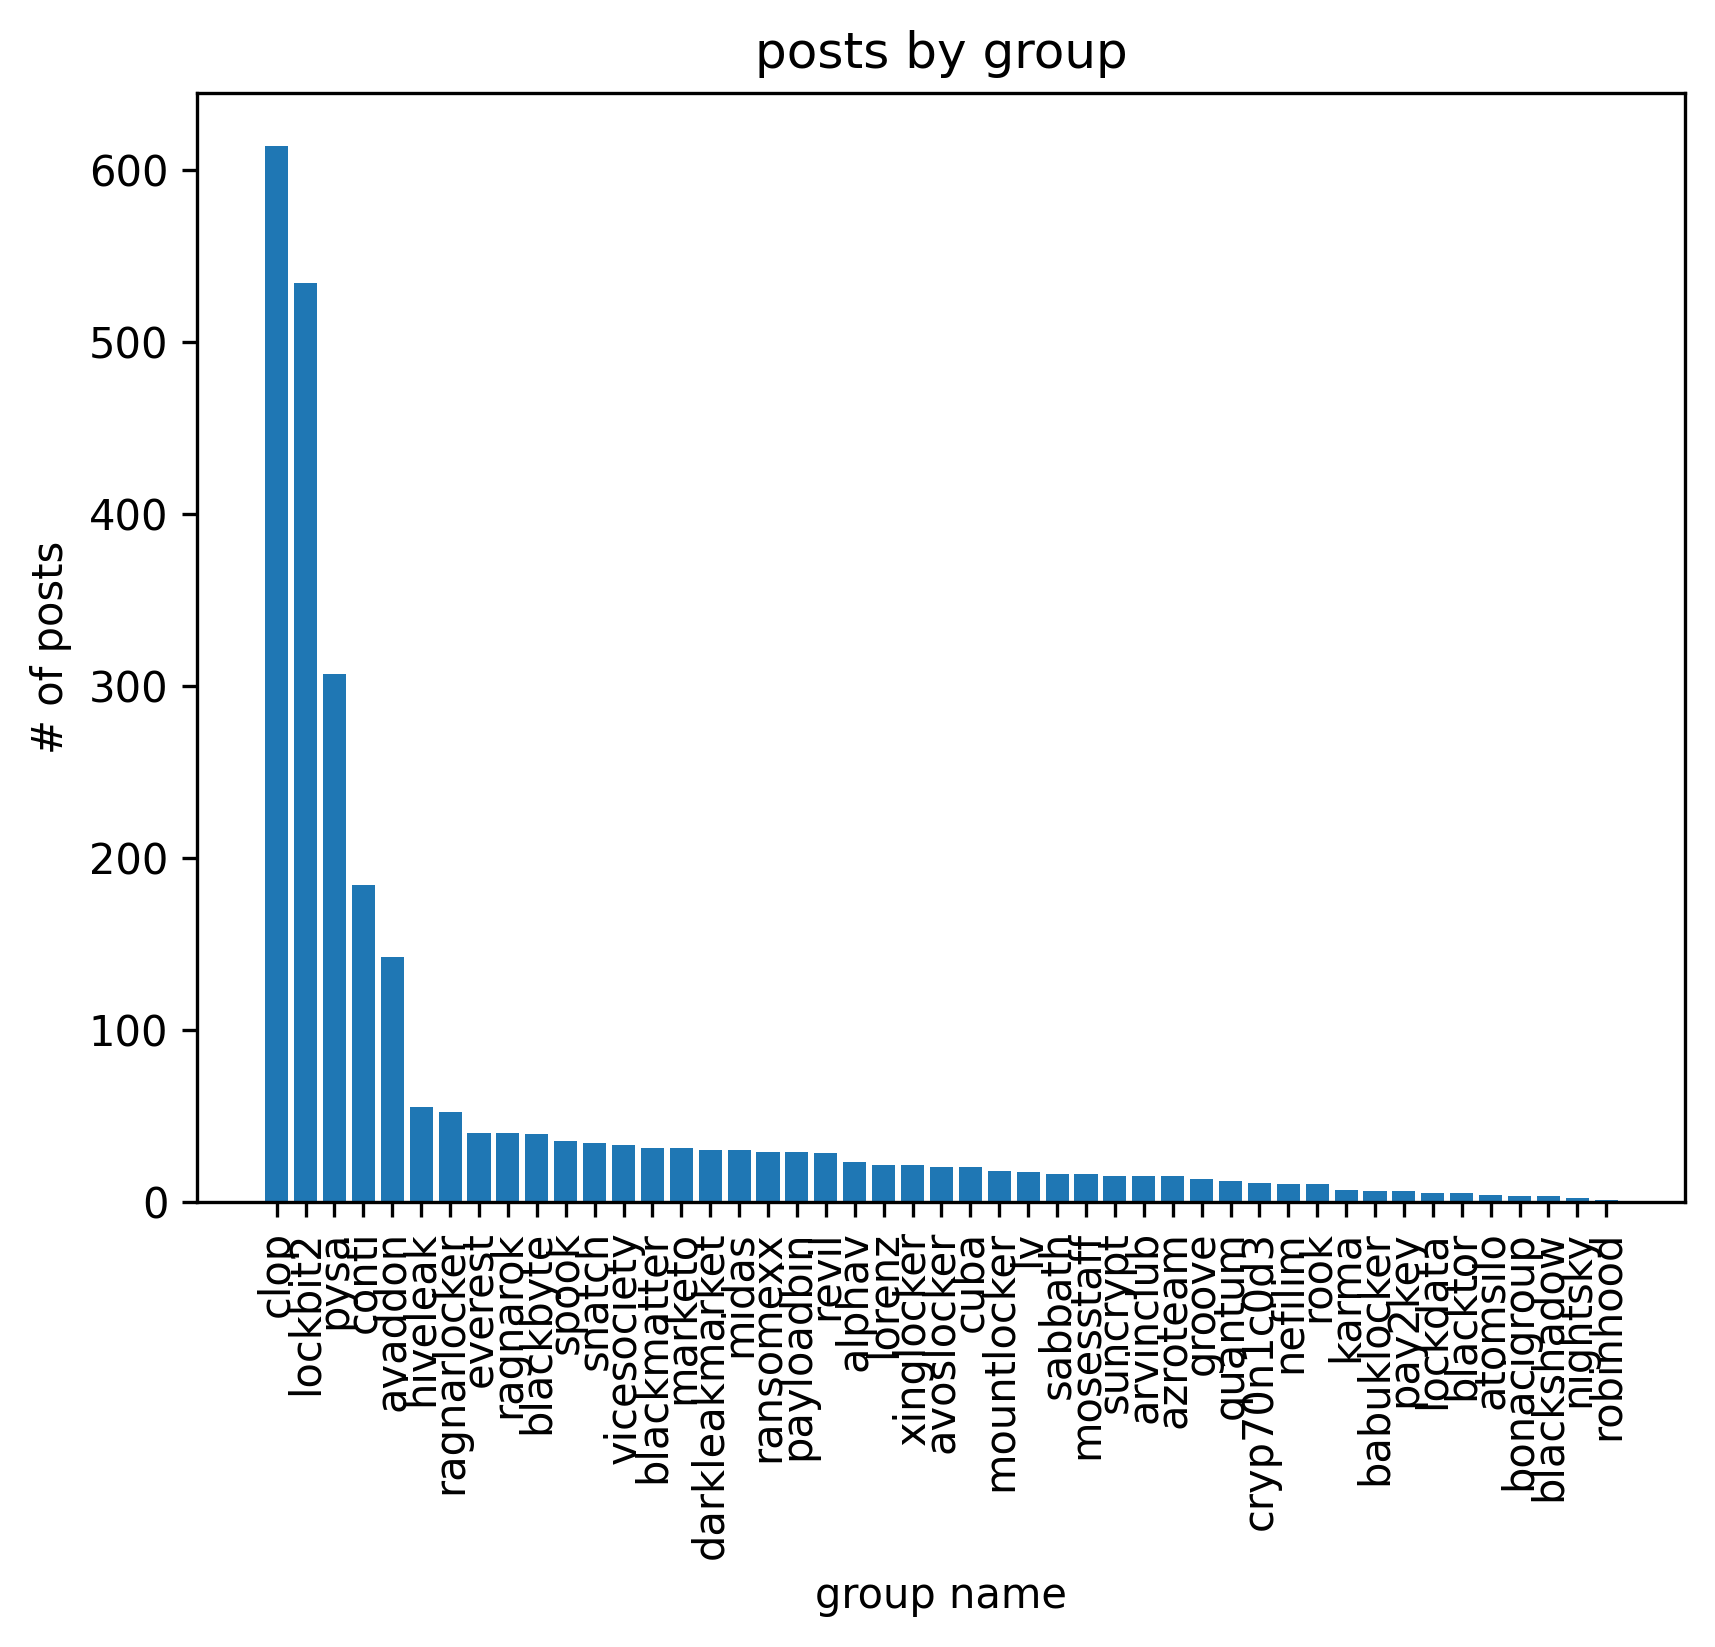 posts by group
600
500
400
300
200
100
0
# of posts
clop
lockbit2
pysa
conti
avaddon
hiveleak
ragnarlocker
everest
ragnarok
blackbyte
spook
snatch
vicesociety
blackmatter
marketo
darkleakmarket
midas
ransomexx
payloadbin
revil
alphav
lorenz
xinglocker
avoslocker
cuba
mountlocker
lv
sabbath
mosesstaff
suncrypt
arvinclub
azroteam
groove
quantum
cryp70n1c0d3
nefilim
rook
karma
babuklocker
pay2key
lockdata
blacktor
atomsilo
bonacigroup
blackshadow
nightsky
robinhood
group name